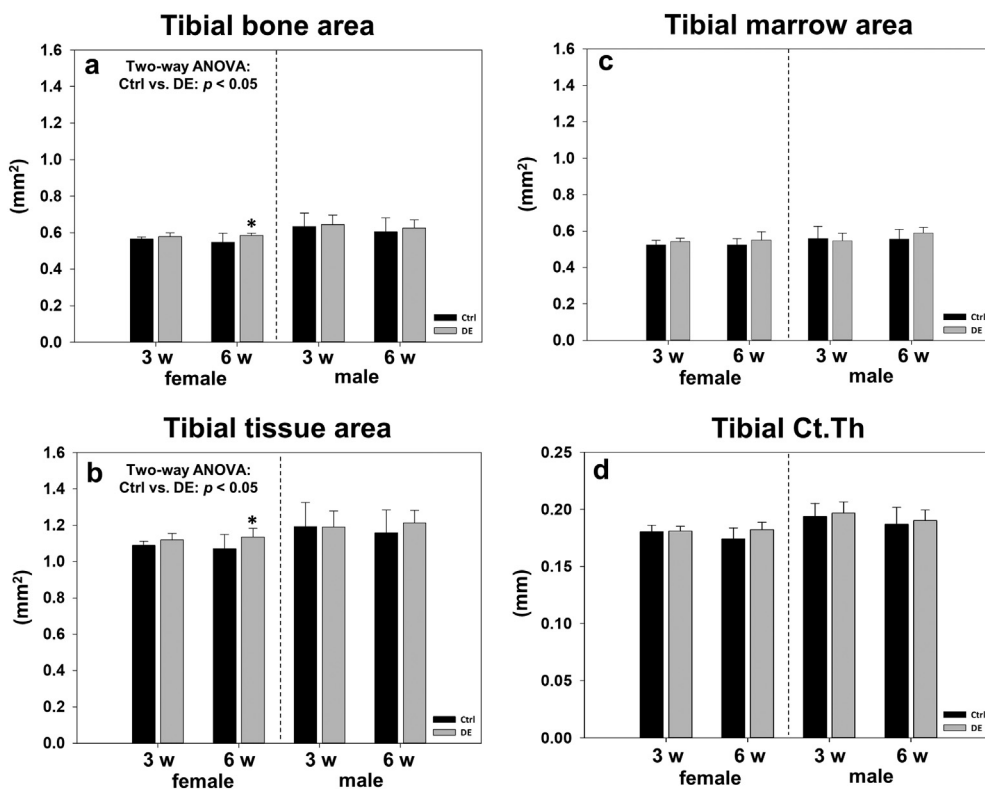 Tibial bone area
a
Two-way ANOVA:
Ctrl vs. DE: p < 0.05
1.6
1.4
1.2
1.0
0.8
0.6
0.4
0.2
0.0
(mm²)
*
Ctrl
DE
3 w 6 w 3 w 6 w
female male
Tibial marrow area
c
1.6
1.4
1.2
1.0
0.8
0.6
0.4
0.2
0.0
(mm²)
Ctrl
DE
3 w 6 w 3 w 6 w
female male
Tibial tissue area
b
Two-way ANOVA:
Ctrl vs. DE: p < 0.05
1.6
1.4
1.2
1.0
0.8
0.6
0.4
0.2
0.0
(mm²)
*
Ctrl
DE
3 w 6 w 3 w 6 w
female male
Tibial Ct.Th
d
0.25
0.20
0.15
0.10
0.05
0.00
(mm)
Ctrl
DE
3 w 6 w 3 w 6 w
female male